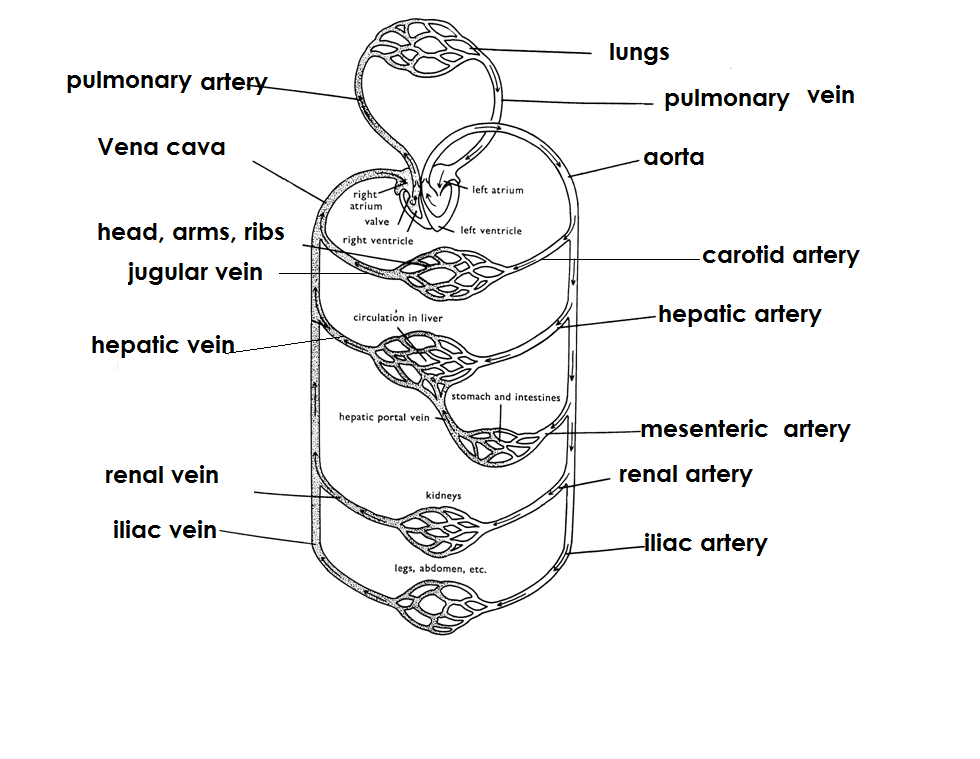 lungs
pulmonary artery
pulmonary vein
Vena cava
aorta
left atrium
right
atrium
valve
left ventricle
right ventricle
head, arms, ribs
carotid artery
jugular vein
hepatic artery
circulation in liver
hepatic vein
stomach and intestines
hepatic portal vein
mesenteric artery
renal vein
renal artery
kidneys
iliac vein
iliac artery
legs, abdomen, etc.